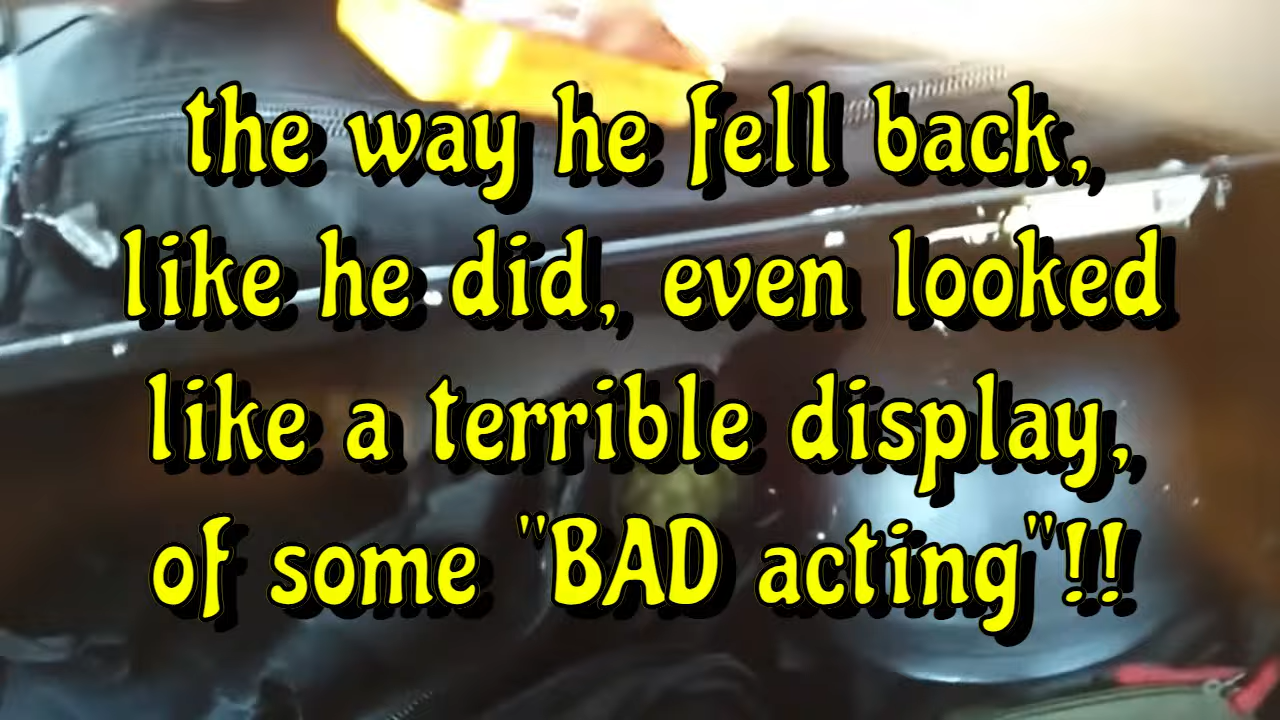 the way he fell back,
like he did, even looked
like a terrible display,
of some "BAD acting"!!